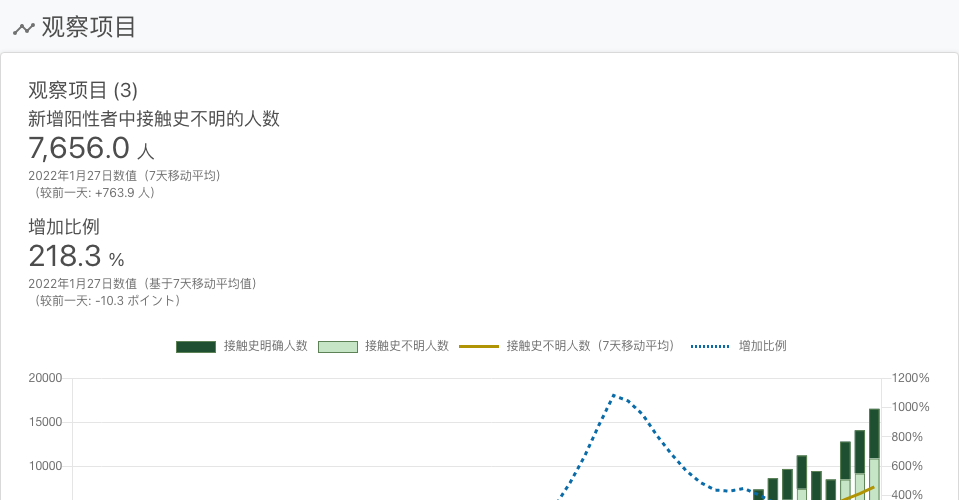 观察项目
观察项目 (3)
新增阳性者中接触史不明的人数
7,656.0 人
2022年1月27日数值（7天移动平均）
（较前一天: +763.9 人）
增加比例
218.3 %
2022年1月27日数值（基于7天移动平均值）
（较前一天: -10.3 ポイント）
接触史明确人数 接触史不明人数 接触史不明人数（7天移动平均） 增加比例
20000 1200%
1000%
15000
800%
10000 600%
400%